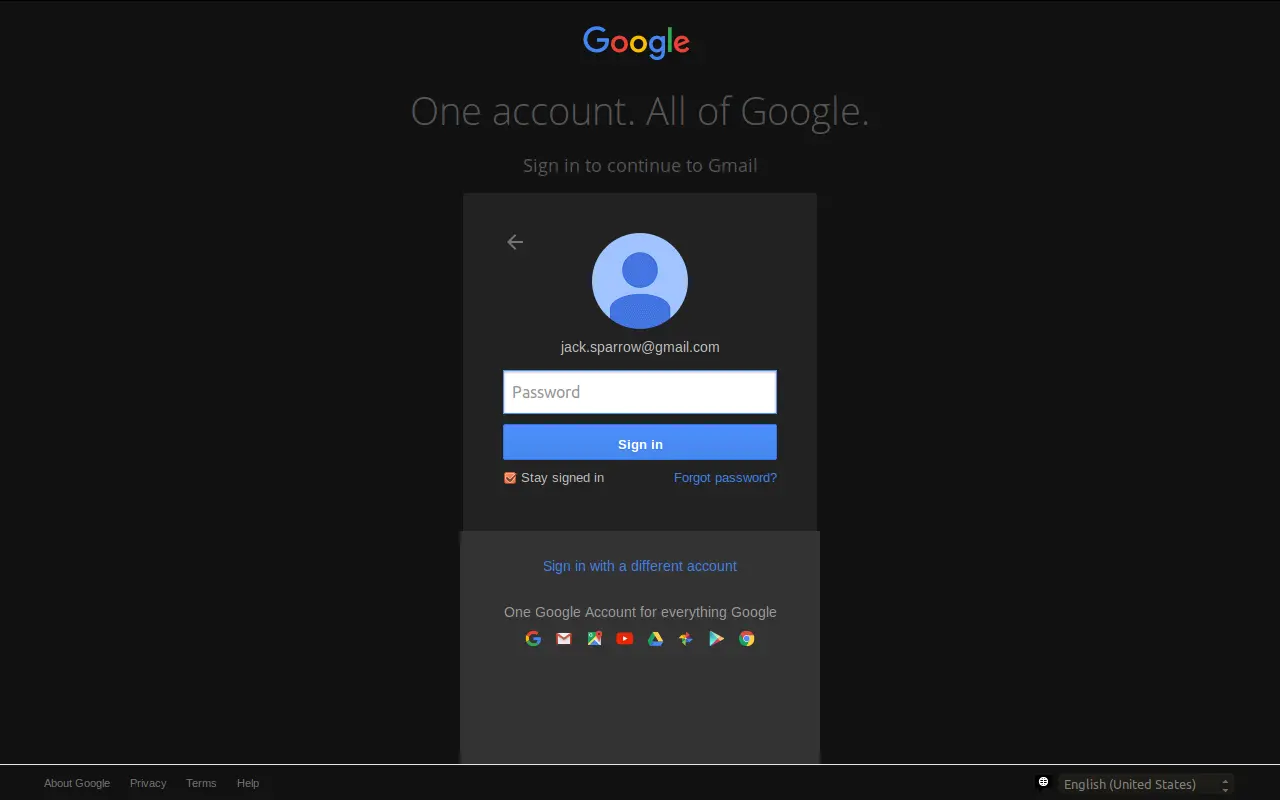 Google
One account. All of Google.
Sign in to continue to Gmail
jack.sparrow@gmail.com
Password
Sign in
Stay signed in Forgot password?
Sign in with a different account
One Google Account for everything Google
About Google Privacy Terms Help English (United States)